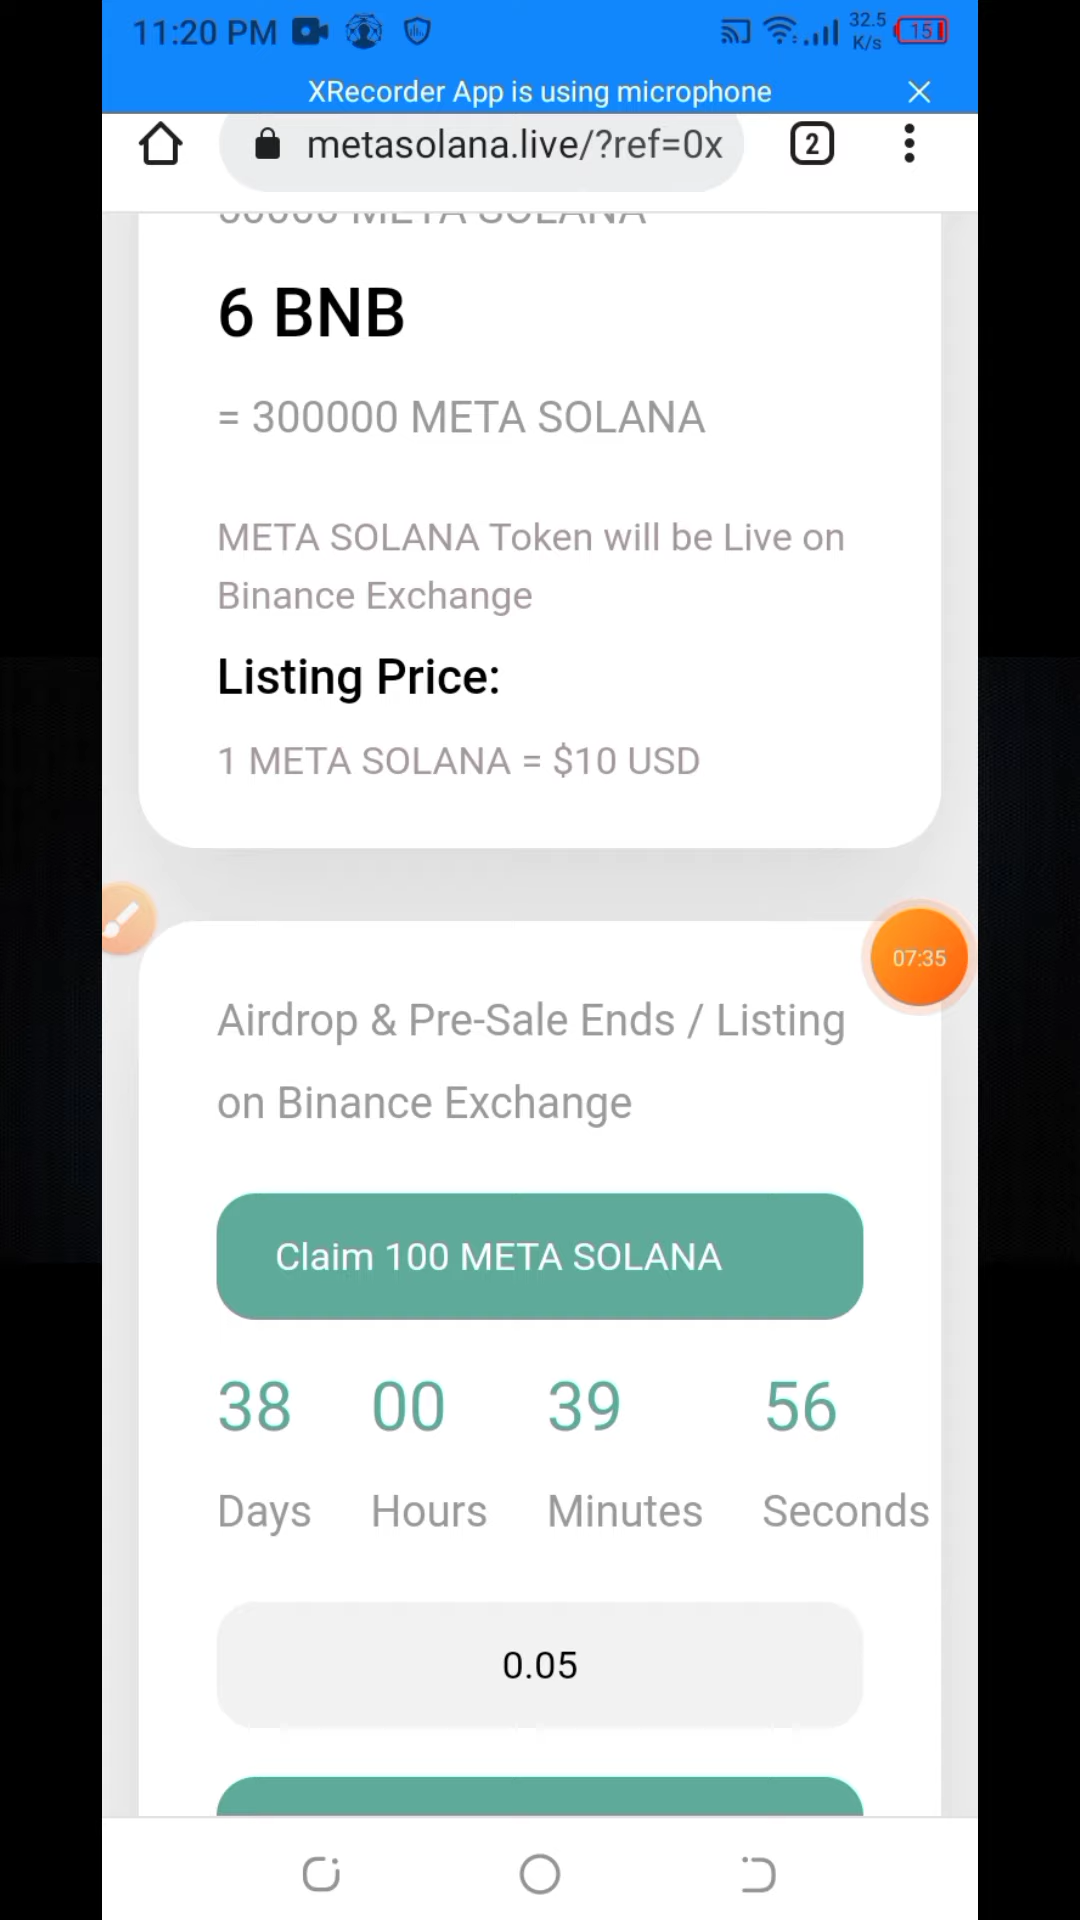 11:20 PM
32.5
K/s
15
XRecorder App is using microphone
metasolana.live/?ref=0x
2
META SOLANA
6 BNB
= 300000 META SOLANA
META SOLANA Token will be Live on
Binance Exchange
Listing Price:
1 META SOLANA = $10 USD
07:35
Airdrop & Pre-Sale Ends / Listing
on Binance Exchange
Claim 100 META SOLANA
38 00 39 56
Days Hours Minutes Seconds
0.05